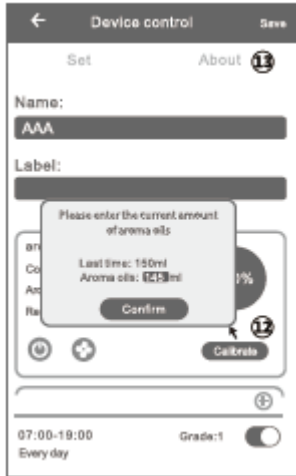 Device control Save
Set About 13
Name:
AAA
Label:
Please enter the current amount
of aroma oils
Last time: 150ml
Aroma oils: 145 ml
Confirm
%
12
Calibrate
07:00-19:00 Grade:1
Every day